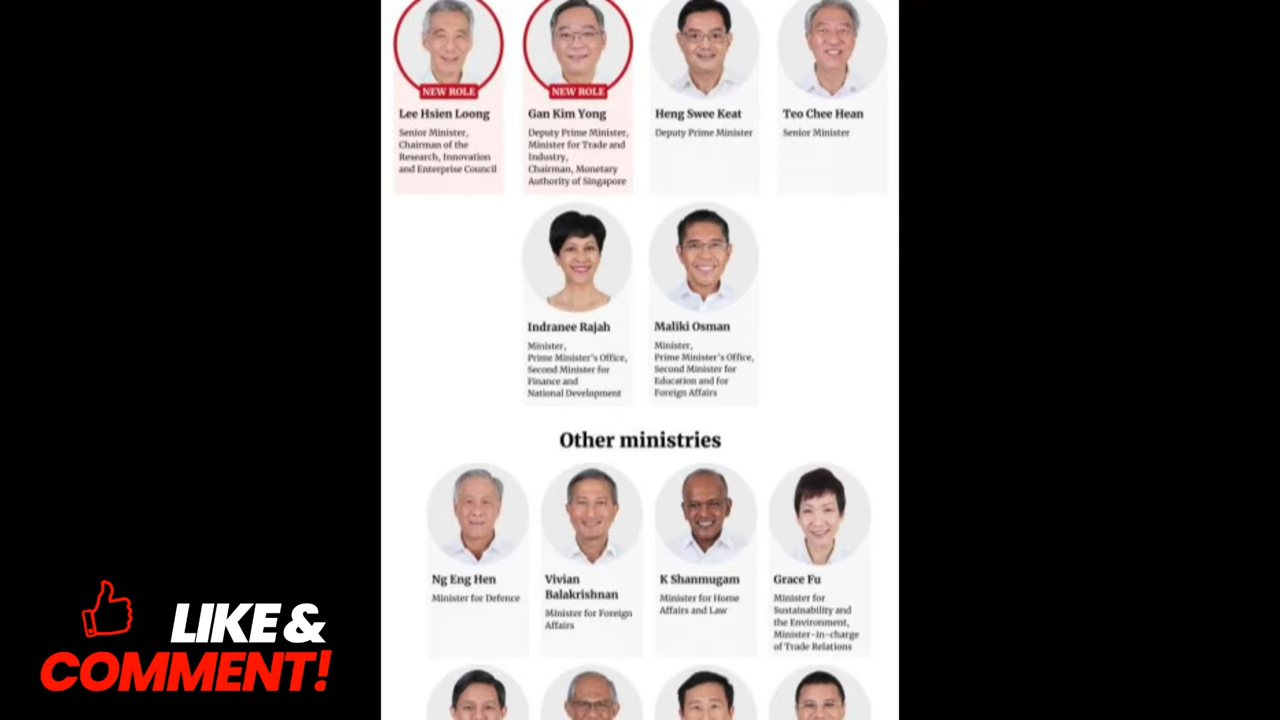 NEW ROLE
Lee Hsien Loong
Senior Minister,
Chairman of the
Research, Innovation
and Enterprise Council
NEW ROLE
Gan Kim Yong
Deputy Prime Minister,
Minister for Trade and
Industry,
Chairman, Monetary
Authority of Singapore
Heng Swee Keat
Deputy Prime Minister
Teo Chee Hean
Senior Minister
Indranee Rajah
Minister,
Prime Minister's Office,
Second Minister for
Finance and
National Development
Maliki Osman
Minister,
Prime Minister's Office,
Second Minister for
Education and for
Foreign Affairs
Other ministries
Ng Eng Hen
Minister for Defence
Vivian
Balakrishnan
Minister for Foreign
Affairs
K Shanmugam
Minister for Home
Affairs and Law
Grace Fu
Minister for
Sustainability and
the Environment,
Minister-in-charge
of Trade Relations
LIKE &
COMMENT!